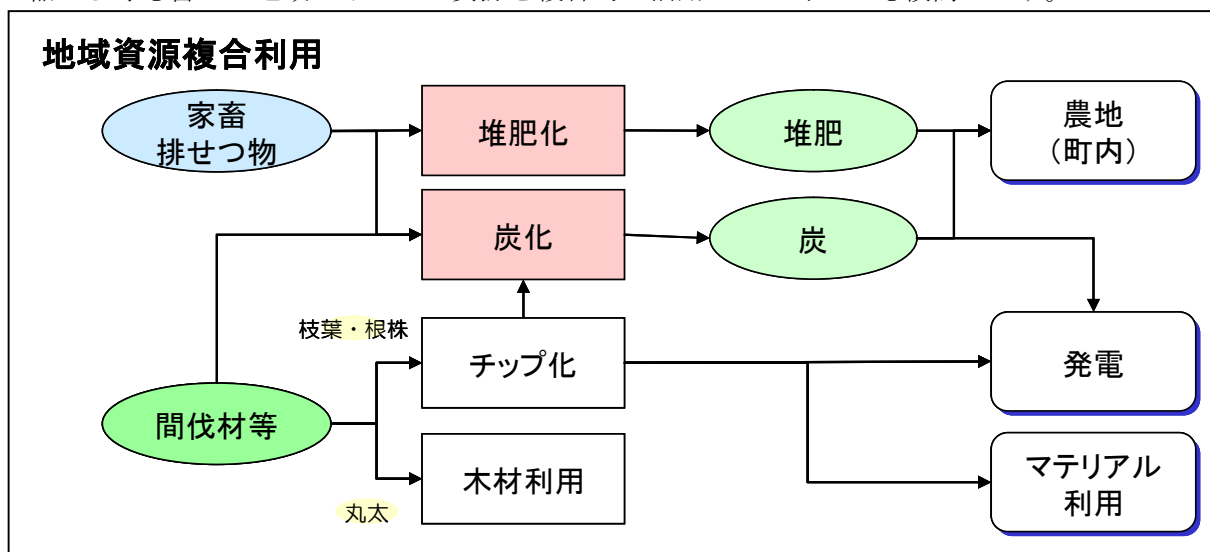 地域資源複合利用
家畜
排せつ物
堆肥化
堆肥
農地
(町内)
炭化
炭
枝葉・根株
チップ化
発電
間伐材等
木材利用
マテリアル
利用
丸太